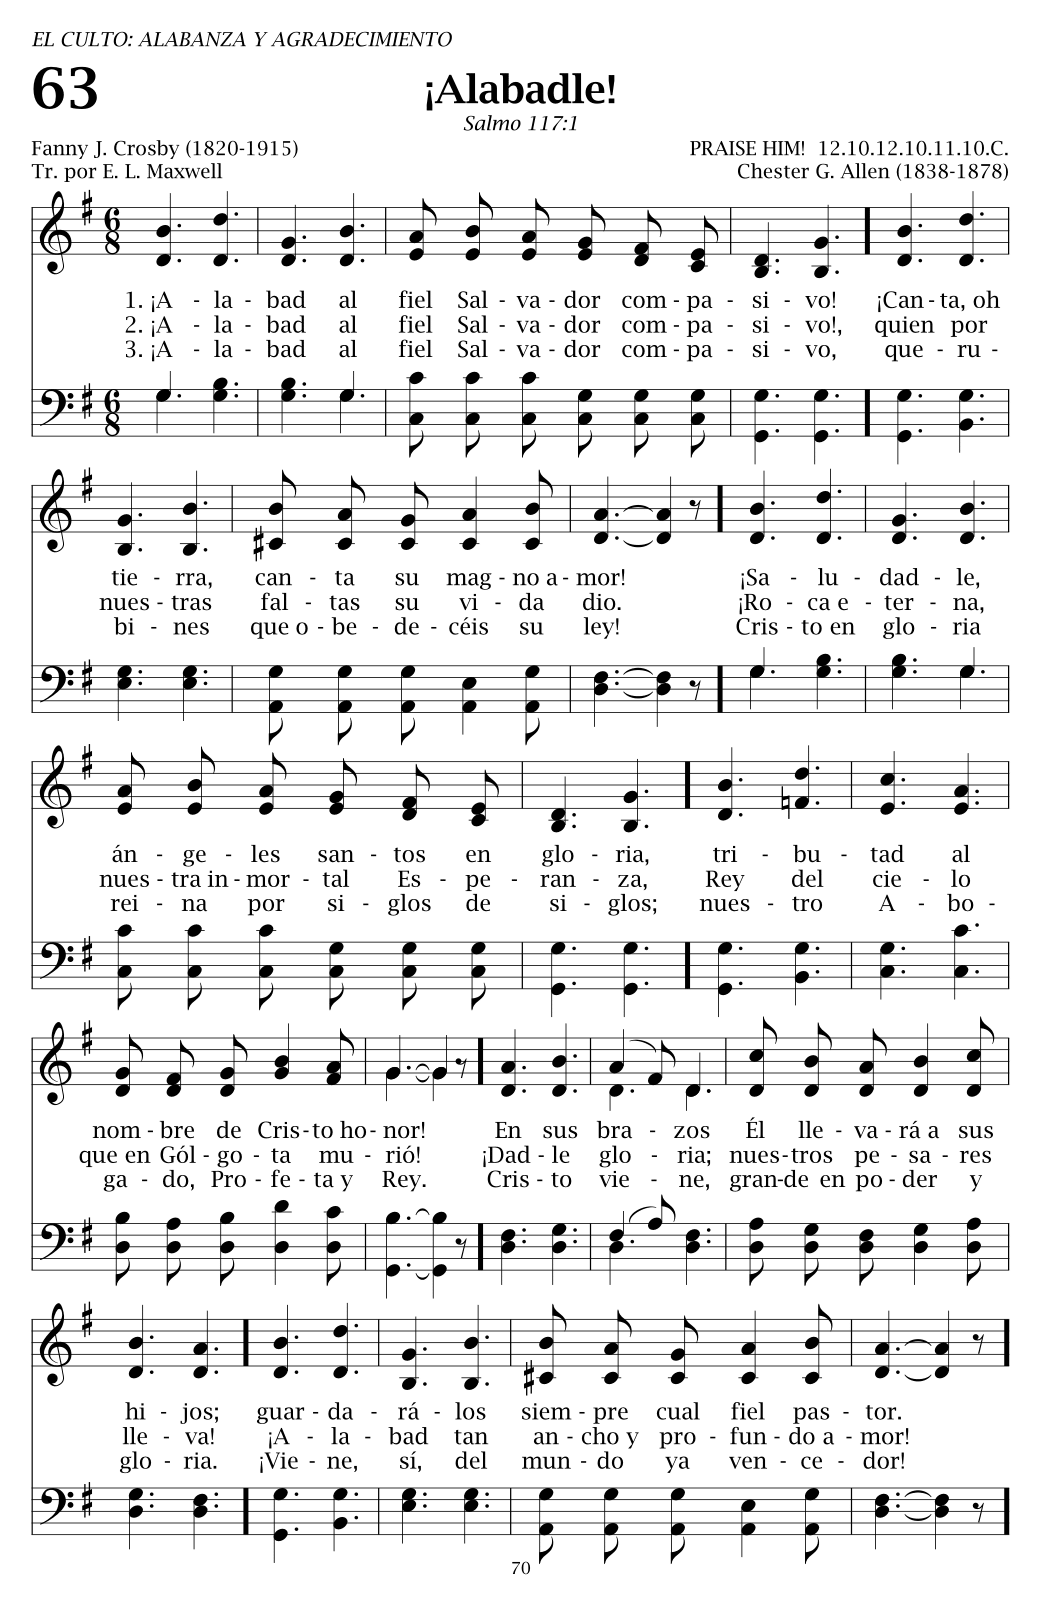 EL CULTO: ALABANZA Y AGRADECIMIENTO
63
¡Alabadle!
Salmo 117:1
Fanny J. Crosby (1820-1915)
PRAISE HIM! 12.10.12.10.11.10.C.
Tr. por E. L. Maxwell
Chester G. Allen (1838-1878)
6 8
1. ¡A - la - bad al fiel Sal - va - dor com - pa - si - vo! ¡Can - ta, oh
2. ¡A - la - bad al fiel Sal - va - dor com - pa - si - vo!, quien por
3. ¡A - la - bad al fiel Sal - va - dor com - pa - si - vo, que - ru -
6 8
tie - rra, can - ta su mag - no a - mor! ¡Sa - lu - dad - le,
nues - tras fal - tas su vi - da dio. ¡Ro - ca e - ter - na,
bi - nes que o - be - de - céis su ley! Cris - to en glo - ria
án - ge - les san - tos en glo - ria, tri - bu - tad al
nues - tra in - mor - tal Es - pe - ran - za, Rey del cie - lo
rei - na por si - glos de si - glos; nues - tro A - bo -
nom - bre de Cris - to ho - nor! En sus bra - zos Él lle - va - rá a sus
que en Gól - go - ta mu - rió! ¡Dad - le glo - ria; nues - tros pe - sa - res
ga - do, Pro - fe - ta y Rey. Cris - to vie - ne, gran - de en po - der y
hi - jos; guar - da - rá - los siem - pre cual fiel pas - tor.
lle - va! ¡A - la - bad tan an - cho y pro - fun - do a - mor!
glo - ria. ¡Vie - ne, sí, del mun - do ya ven - ce - dor!
70